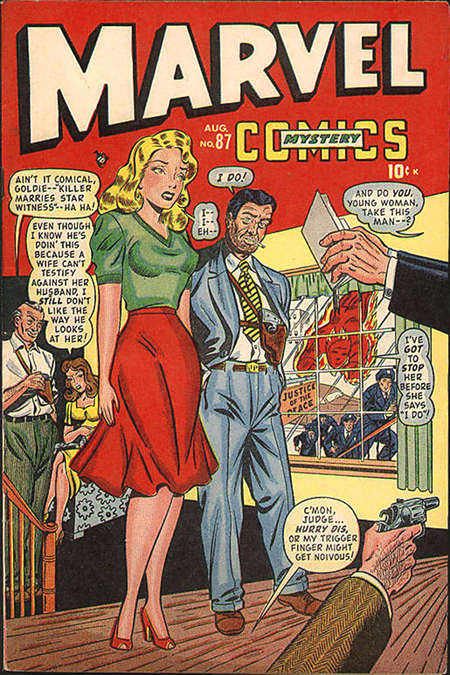 MARVEL
AUG.
NO. 87
MYSTERY
COMICS
10¢ K
AIN'T IT COMICAL,
GOLDIE--"KILLER
MARRIES STAR
WITNESS"--HA HA!
EVEN THOUGH
I KNOW HE'S
DOIN' THIS
BECAUSE A
WIFE CAN'T
TESTIFY
AGAINST HER
HUSBAND, I
STILL DON'T
LIKE THE
WAY HE
LOOKS
AT HER!
I--
I--
EH--
I DO!
AND DO YOU,
YOUNG WOMAN,
TAKE THIS
MAN--?
I'VE
GOT TO
STOP
HER
BEFORE
SHE
SAYS
"I DO"!
JUSTICE
OF THE
PEACE
C'MON,
JUDGE...
HURRY DIS,
OR MY TRIGGER
FINGER MIGHT
GET NOIVOUS!